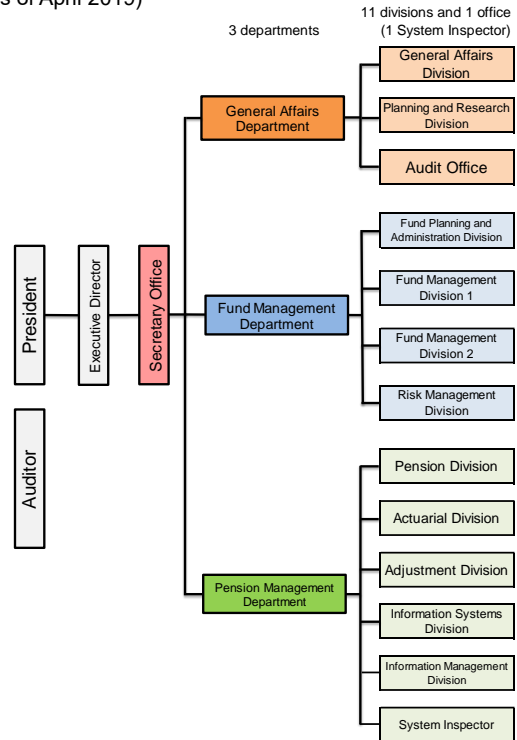 s of April 2019)
3 departments
11 divisions and 1 office
(1 System Inspector)
General Affairs
Division
General Affairs
Department
Planning and Research
Division
Audit Office
Fund Planning and
Administration Division
President
Executive Director
Secretary Office
Fund Management
Department
Fund Management
Division 1
Fund Management
Division 2
Risk Management
Division
Auditor
Pension Division
Actuarial Division
Adjustment Division
Pension Management
Department
Information Systems
Division
Information Management
Division
System Inspector